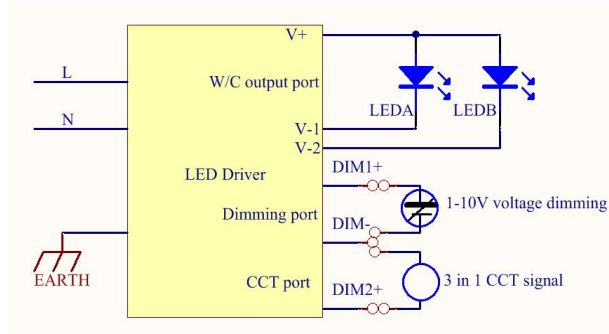 V+
L
W/C output port
LEDA
LEDB
N
V-1
V-2
LED Driver
DIM1+
1-10V voltage dimming
Dimming port
DIM-
EARTH
CCT port
3 in 1 CCT signal
DIM2+